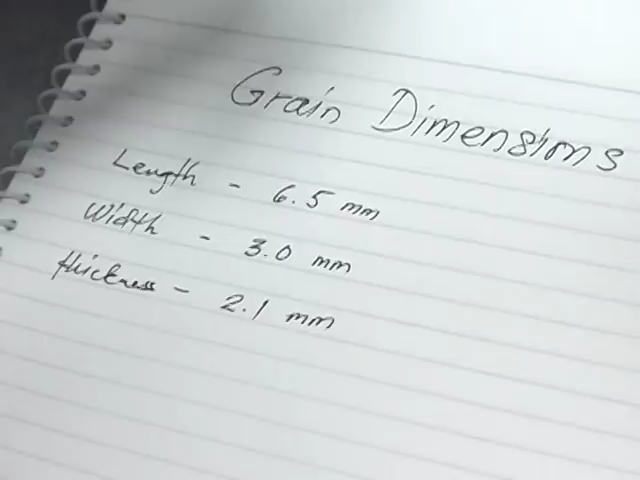 Grain Dimensions
Length - 6.5 mm
Width - 3.0 mm
thickness - 2.1 mm